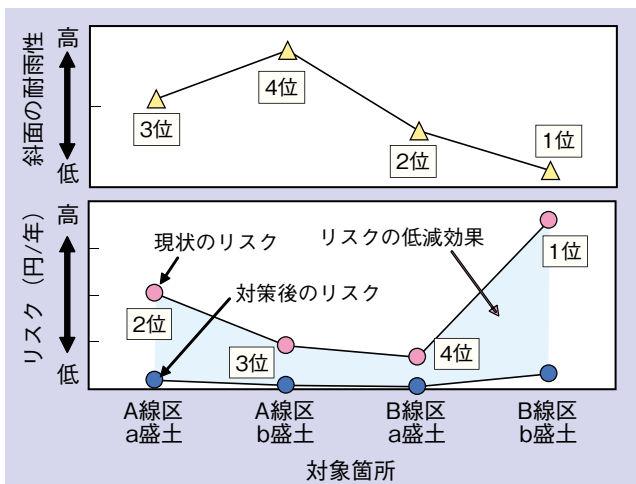 高
斜面の耐雨性
低
3位
4位
2位
1位
高
リスク（円/年）
低
現状のリスク
リスクの低減効果
対策後のリスク
2位
3位
4位
1位
A線区
a盛土
A線区
b盛土
B線区
a盛土
B線区
b盛土
対象箇所